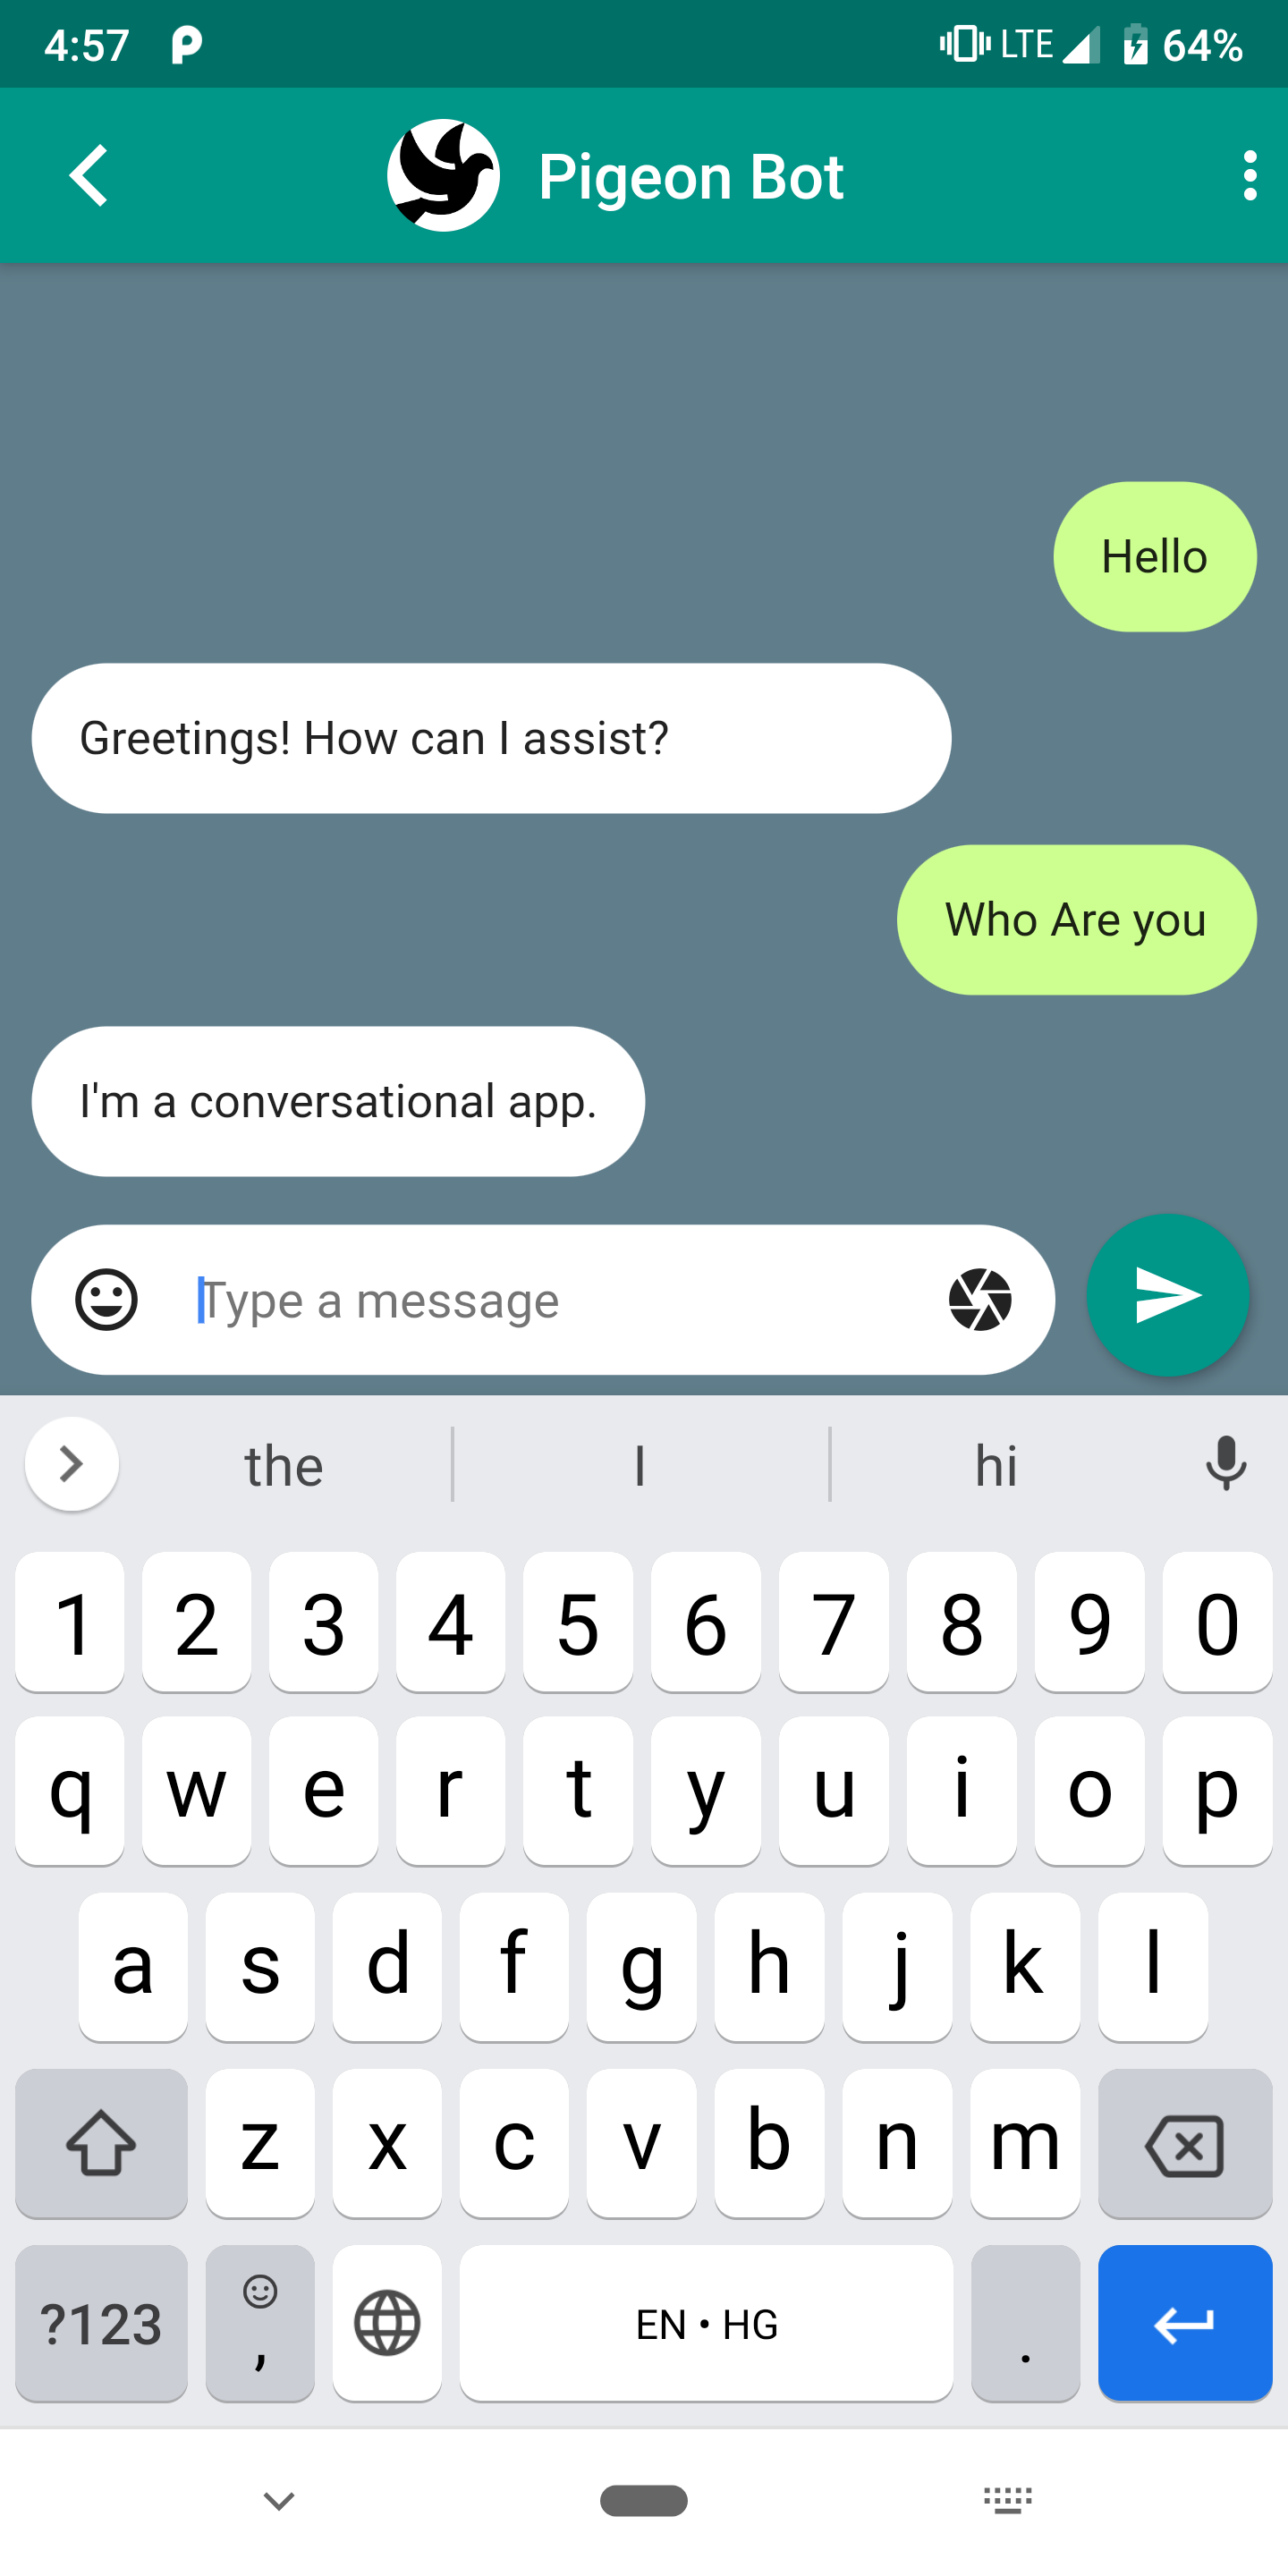 4:57 LTE 64%
Pigeon Bot
Hello
Greetings! How can I assist?
Who Are you
I'm a conversational app.
Type a message
the I hi
1 2 3 4 5 6 7 8 9 0
q w e r t y u i o p
a s d f g h j k l
z x c v b n m
?123 , EN • HG .